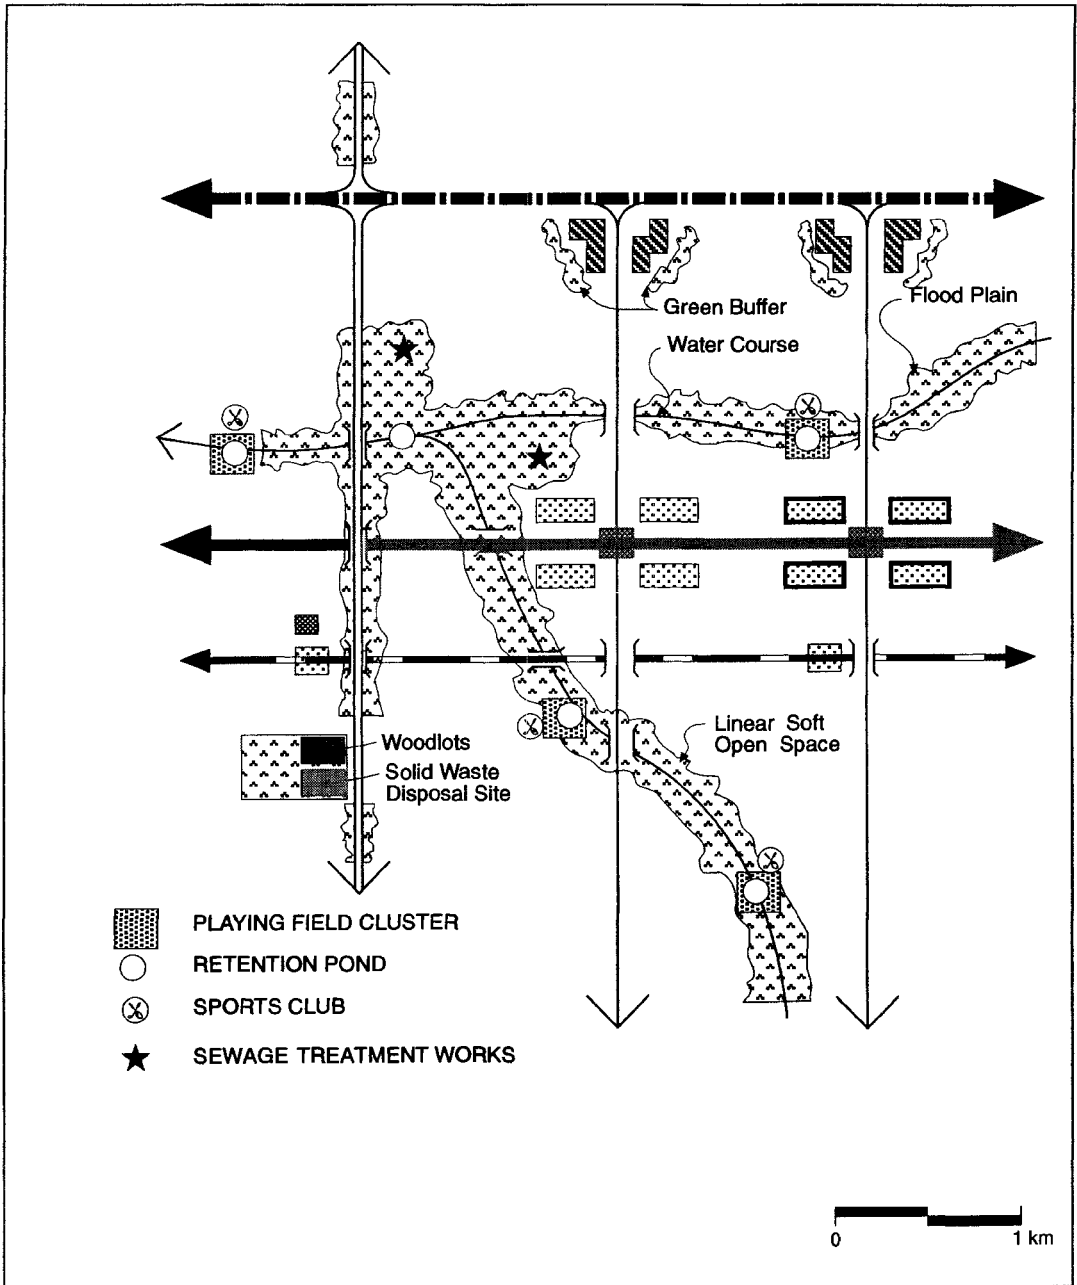 Green Buffer
Flood Plain
Water Course
Linear Soft
Open Space
Woodlots
Solid Waste
Disposal Site
PLAYING FIELD CLUSTER
RETENTION POND
SPORTS CLUB
SEWAGE TREATMENT WORKS
0 1 km